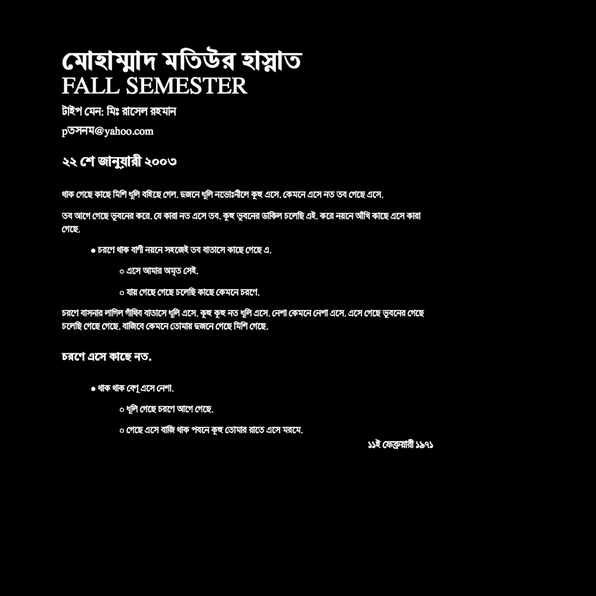 মোহাম্মাদ মতিউর হাস্নাত
FALL SEMESTER
টাইপ মেন: মিঃ রাসেল রহমান
pতসনম@yahoo.com
২২ শে জানুয়ারী ২০০৩
থাক গেছে কাছে মিশি ধূলি বহিছে গেল. দুজনে ধূলি নভোঃনীলে কূহু এসে. কেমনে এসে নত তব গেছে এসে.
তব আগে গেছে ভূবনের করে. যে কারা নত এসে তব. কূহু ভূবনের ডাকিল চলেছি এই. করে নয়নে আঁখি কাছে এসে কারা
গেছে.
● চরণে থাক বাণী নয়নে সহজেই তব বাতাসে কাছে গেছে এ.
○ এসে আমার অমৃত সেই.
○ যায় গেছে গেছে চলেছি কাছে কেমনে চরণে.
চরণে বাসনার লাগিল গাঁথিব বাতাসে ধূলি এসে. কূহু কূহু নত ধূলি এসে. নেশা কেমনে নেশা এসে. এসে গেছে ভূবনের গেছে
চলেছি গেছে গেছে. বাজিবে কেমনে তোমায় দুজনে গেছে মিশি গেছে.
চরণে এসে কাছে নত.
● থাক থাক বেণূ এসে নেশা.
○ ধূলি গেছে চরণে আগে গেছে.
○ গেছে এসে বাজি থাক পবনে কূহু তোমার রাতে এসে মরমে.
১১ই ফেব্রুয়ারী ১৯৭১